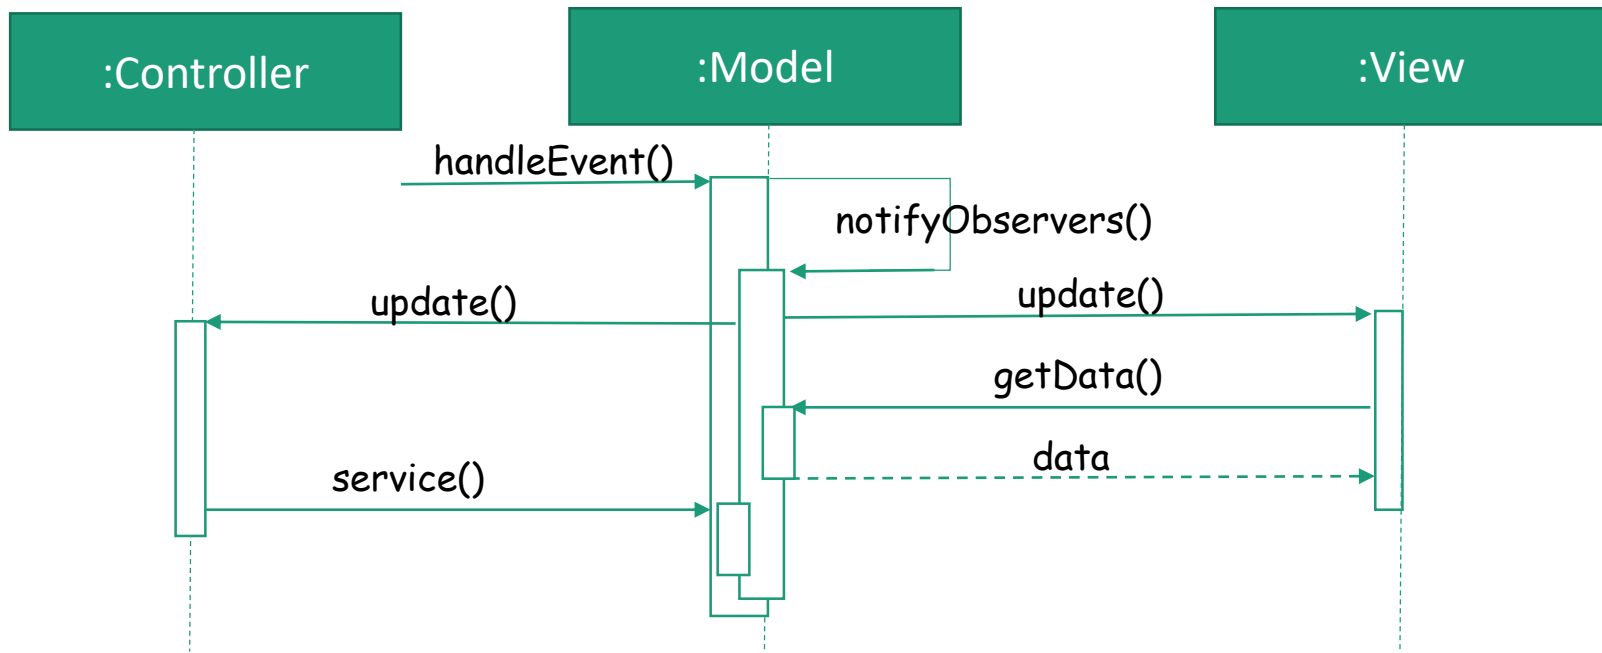 :Controller
:Model
:View
handleEvent()
notifyObservers()
update()
update()
getData()
data
service()